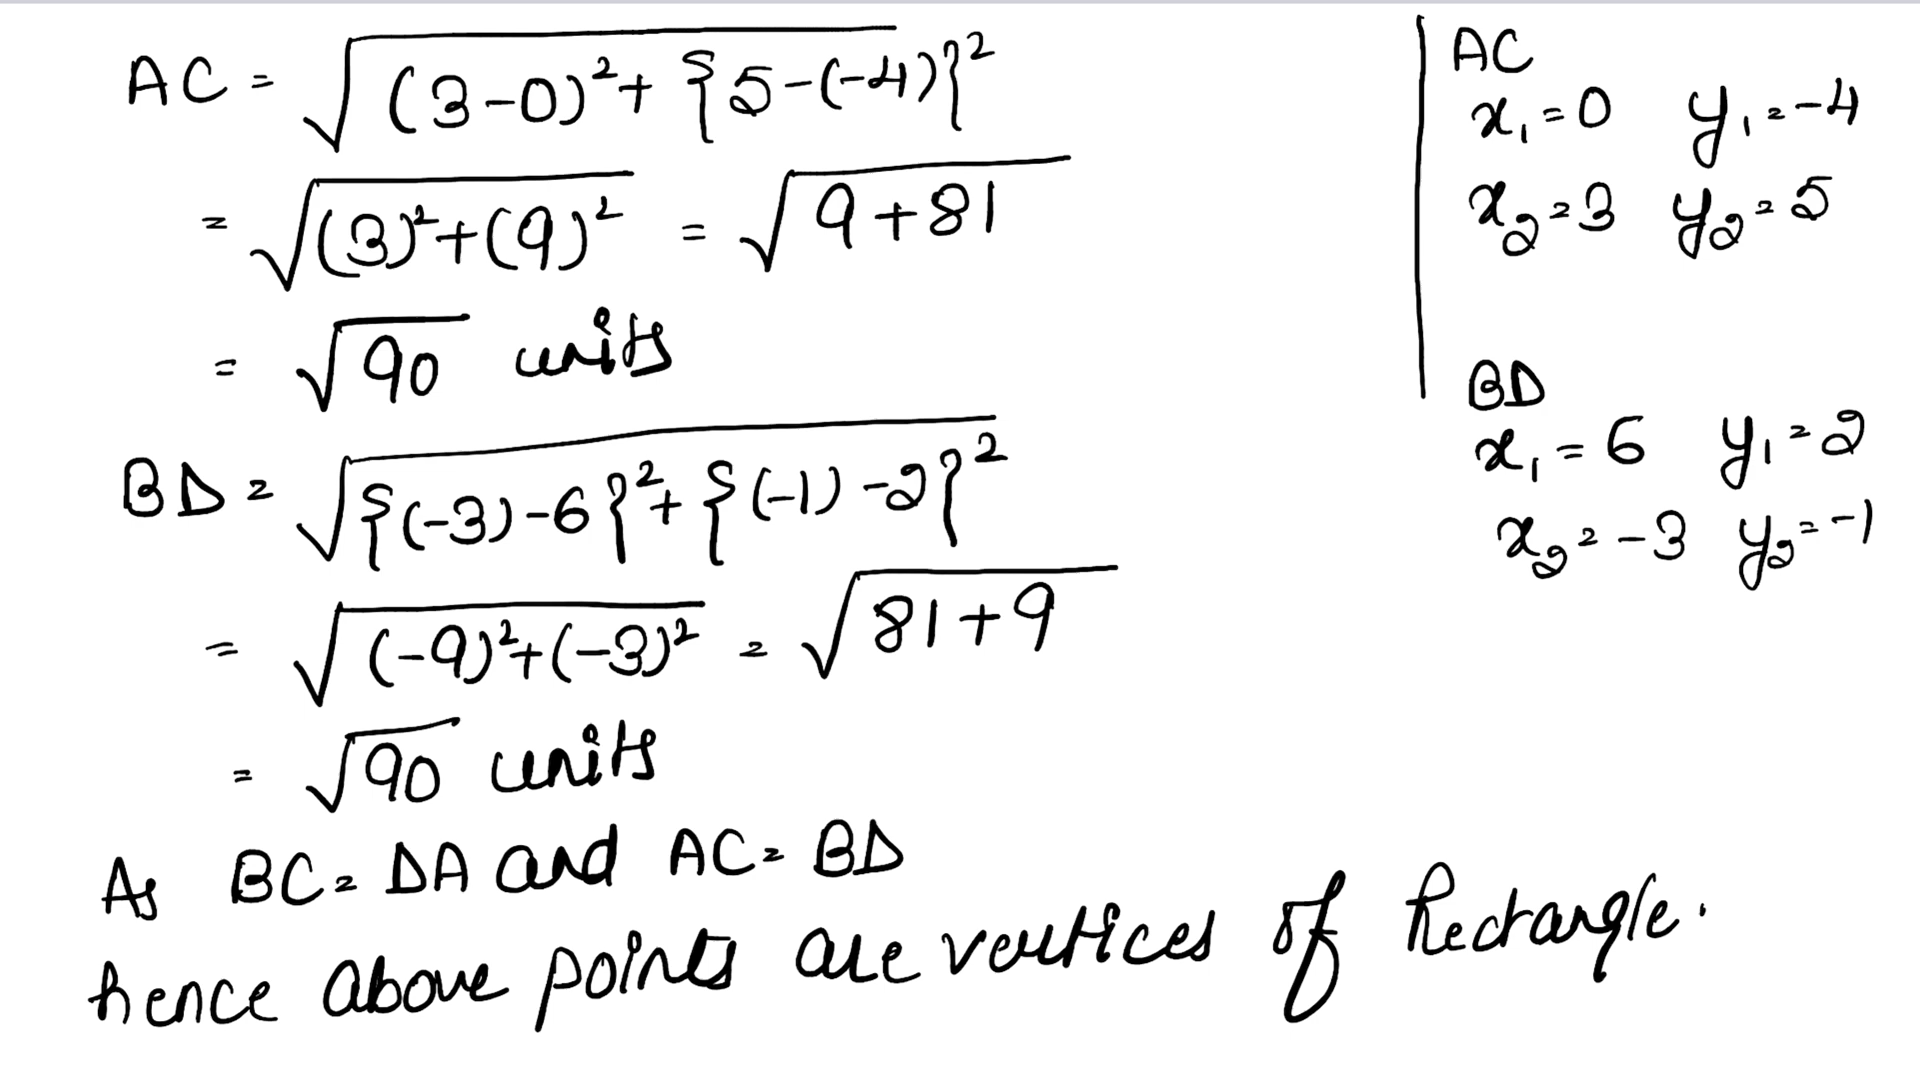 AC = √(3-0)²+{5-(-4)}²
= √(3)²+(9)² = √9+81
= √90 units
BD = √{(-3)-6}²+{(-1)-2}²
= √(-9)²+(-3)² = √81+9
= √90 units
As BC = DA and AC = BD
hence above points are vertices of Rectangle.
AC
x₁=0 y₁=-4
x₂=3 y₂=5
BD
x₁=6 y₁=2
x₂=-3 y₂=-1